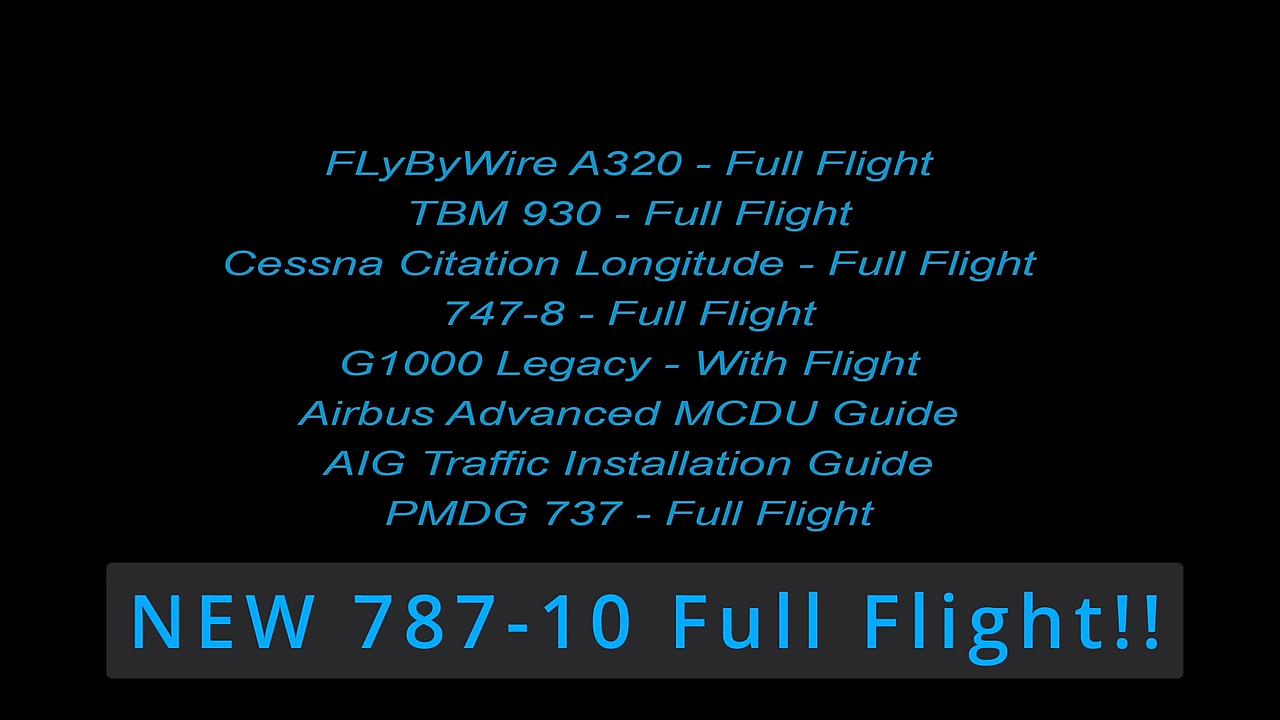 FLyByWire A320 - Full Flight
TBM 930 - Full Flight
Cessna Citation Longitude - Full Flight
747-8 - Full Flight
G1000 Legacy - With Flight
Airbus Advanced MCDU Guide
AIG Traffic Installation Guide
PMDG 737 - Full Flight
NEW 787-10 Full Flight!!